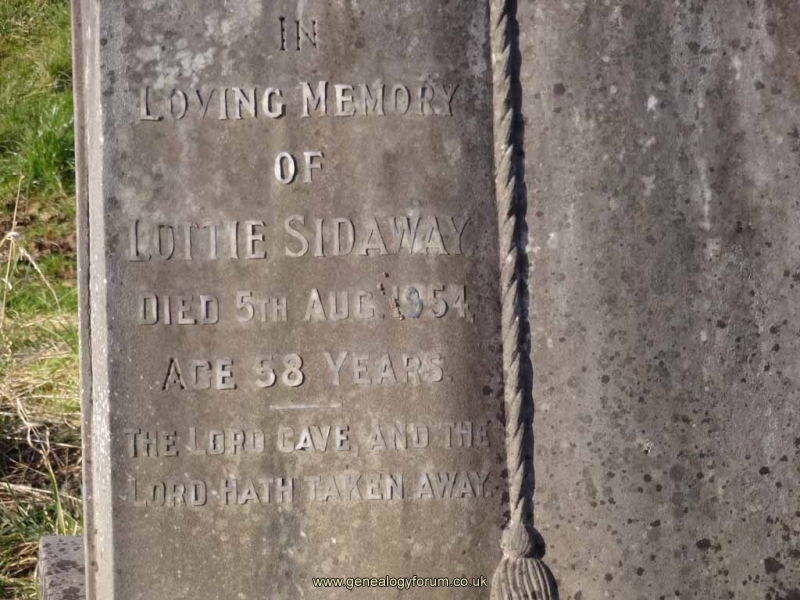 IN
LOVING MEMORY
OF
LOTTIE SIDAWAY,
DIED 5TH AUG. 1954,
AGE 58 YEARS.
THE LORD GAVE, AND THE
LORD HATH TAKEN AWAY.
www.genealogyforum.co.uk